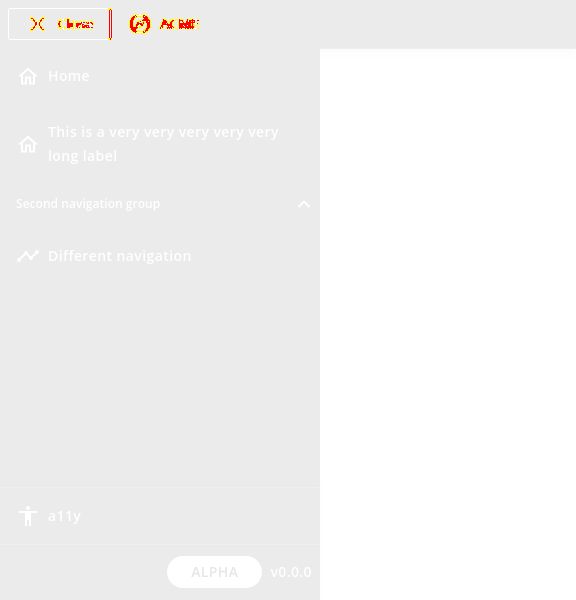 Close ACME
Home
This is a very very very very very
long label
Second navigation group
Different navigation
a11y
ALPHA v0.0.0